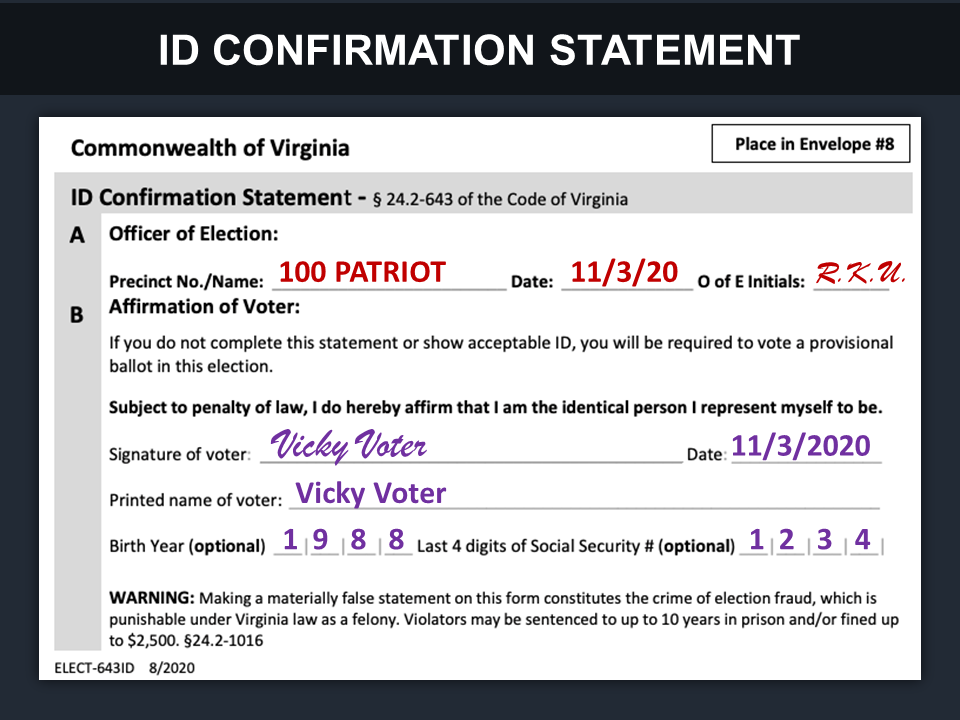 ID CONFIRMATION STATEMENT
Commonwealth of Virginia
Place in Envelope #8
ID Confirmation Statement - § 24.2-643 of the Code of Virginia
A Officer of Election:
Precinct No./Name: 100 PATRIOT Date: 11/3/20 O of E Initials: R.K.U.
B Affirmation of Voter:
If you do not complete this statement or show acceptable ID, you will be required to vote a provisional
ballot in this election.
Subject to penalty of law, I do hereby affirm that I am the identical person I represent myself to be.
Signature of voter: Vicky Voter Date: 11/3/2020
Printed name of voter: Vicky Voter
Birth Year (optional) 1|9|8|8 Last 4 digits of Social Security # (optional) 1|2|3|4|
WARNING: Making a materially false statement on this form constitutes the crime of election fraud, which is
punishable under Virginia law as a felony. Violators may be sentenced to up to 10 years in prison and/or fined up
to $2,500. §24.2-1016
ELECT-643ID 8/2020